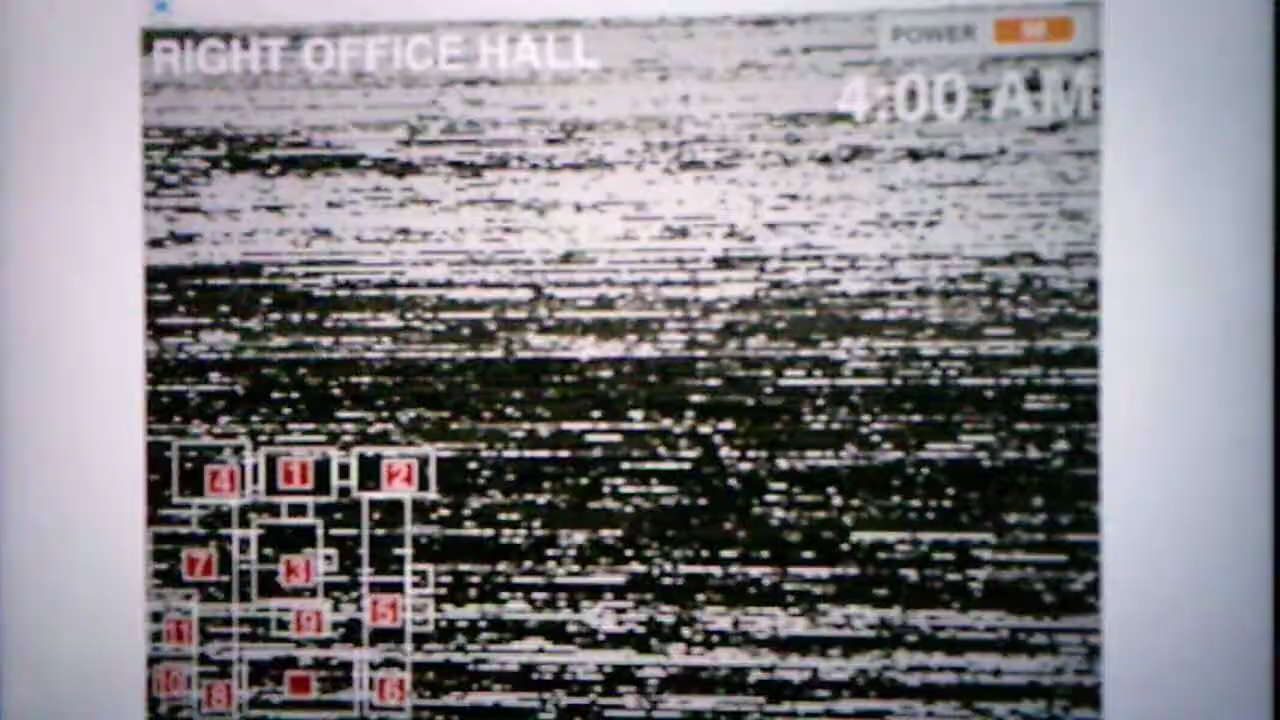 RIGHT OFFICE HALL
POWER
4:00 AM
4 1 2
7 3
11 9 5
10 8 6